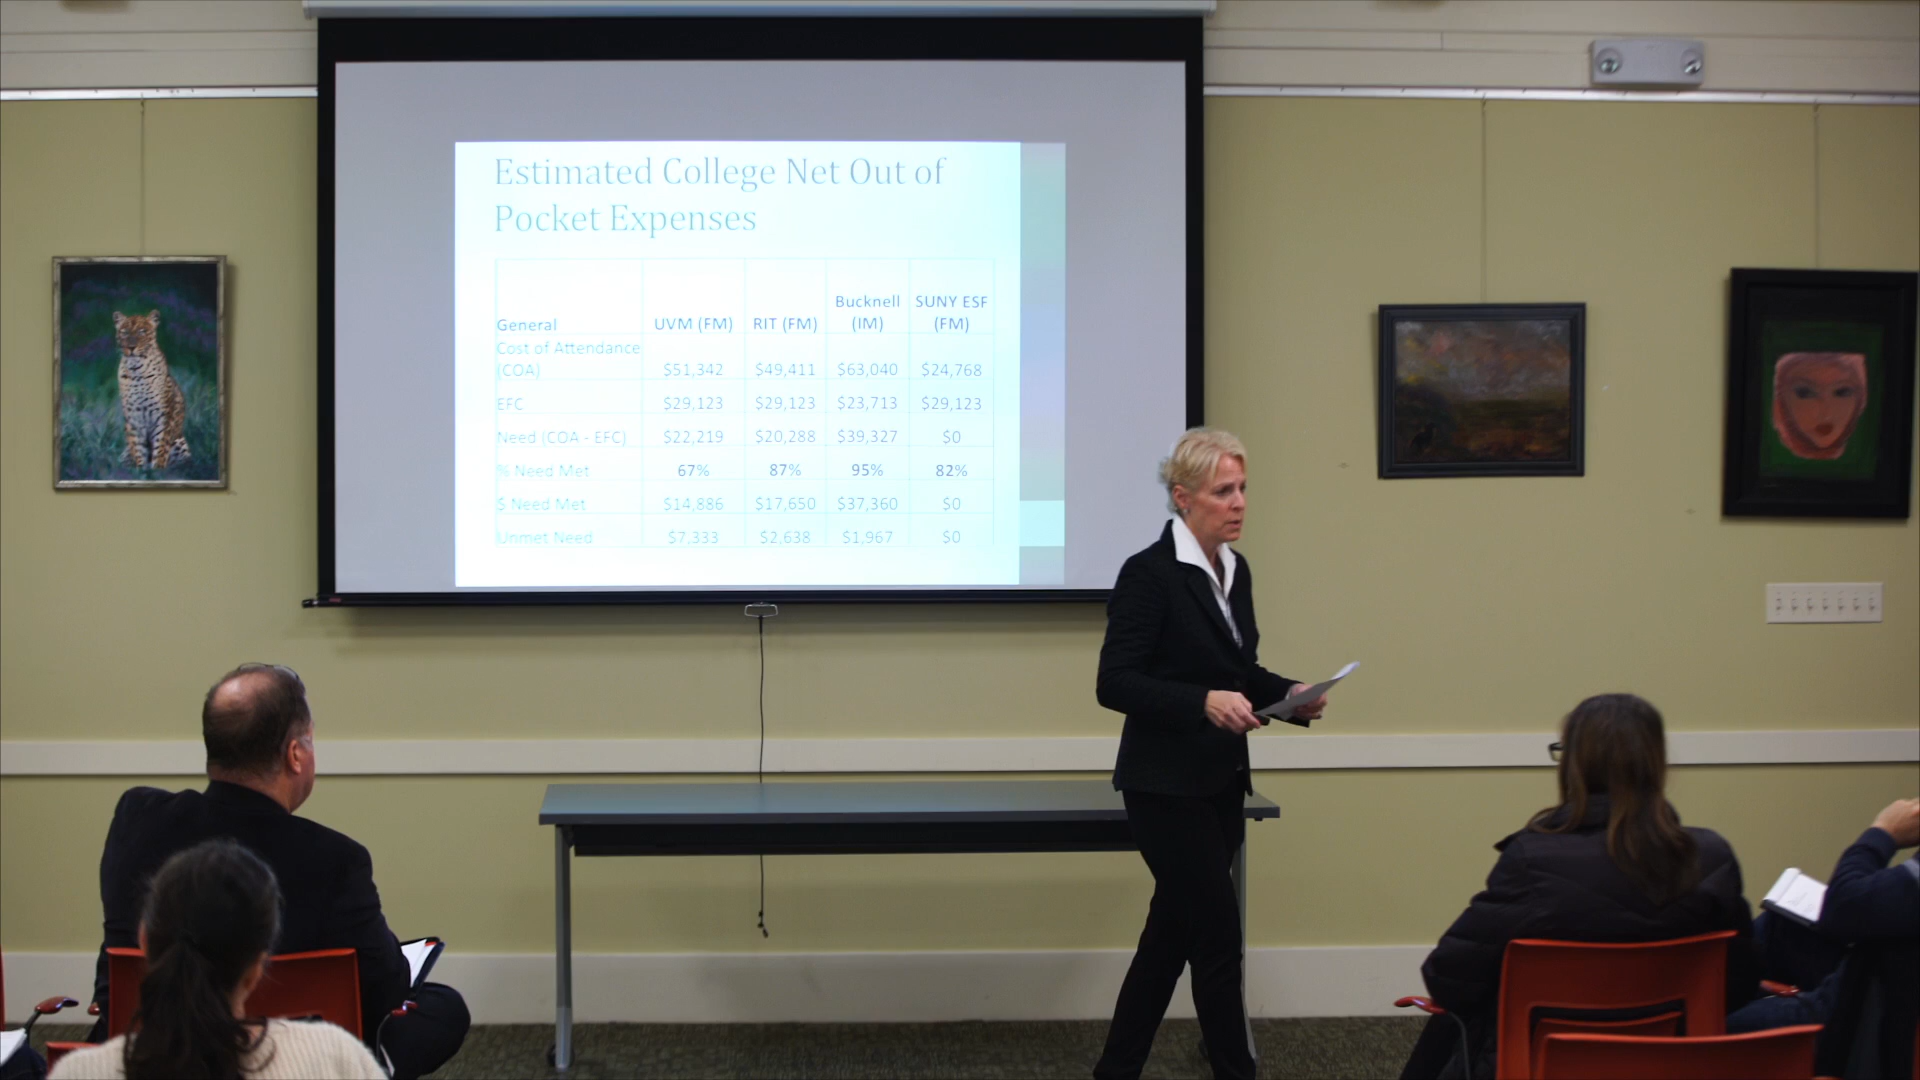 Estimated College Net Out of
Pocket Expenses
General UVM (FM) RIT (FM) Bucknell (IM) SUNY ESF (FM)
Cost of Attendance (COA) $51,342 $49,411 $63,040 $24,768
EFC $29,123 $29,123 $23,713 $29,123
Need (COA - EFC) $22,219 $20,288 $39,327 $0
% Need Met 67% 87% 95% 82%
$ Need Met $14,886 $17,650 $37,360 $0
Unmet Need $7,333 $2,638 $1,967 $0